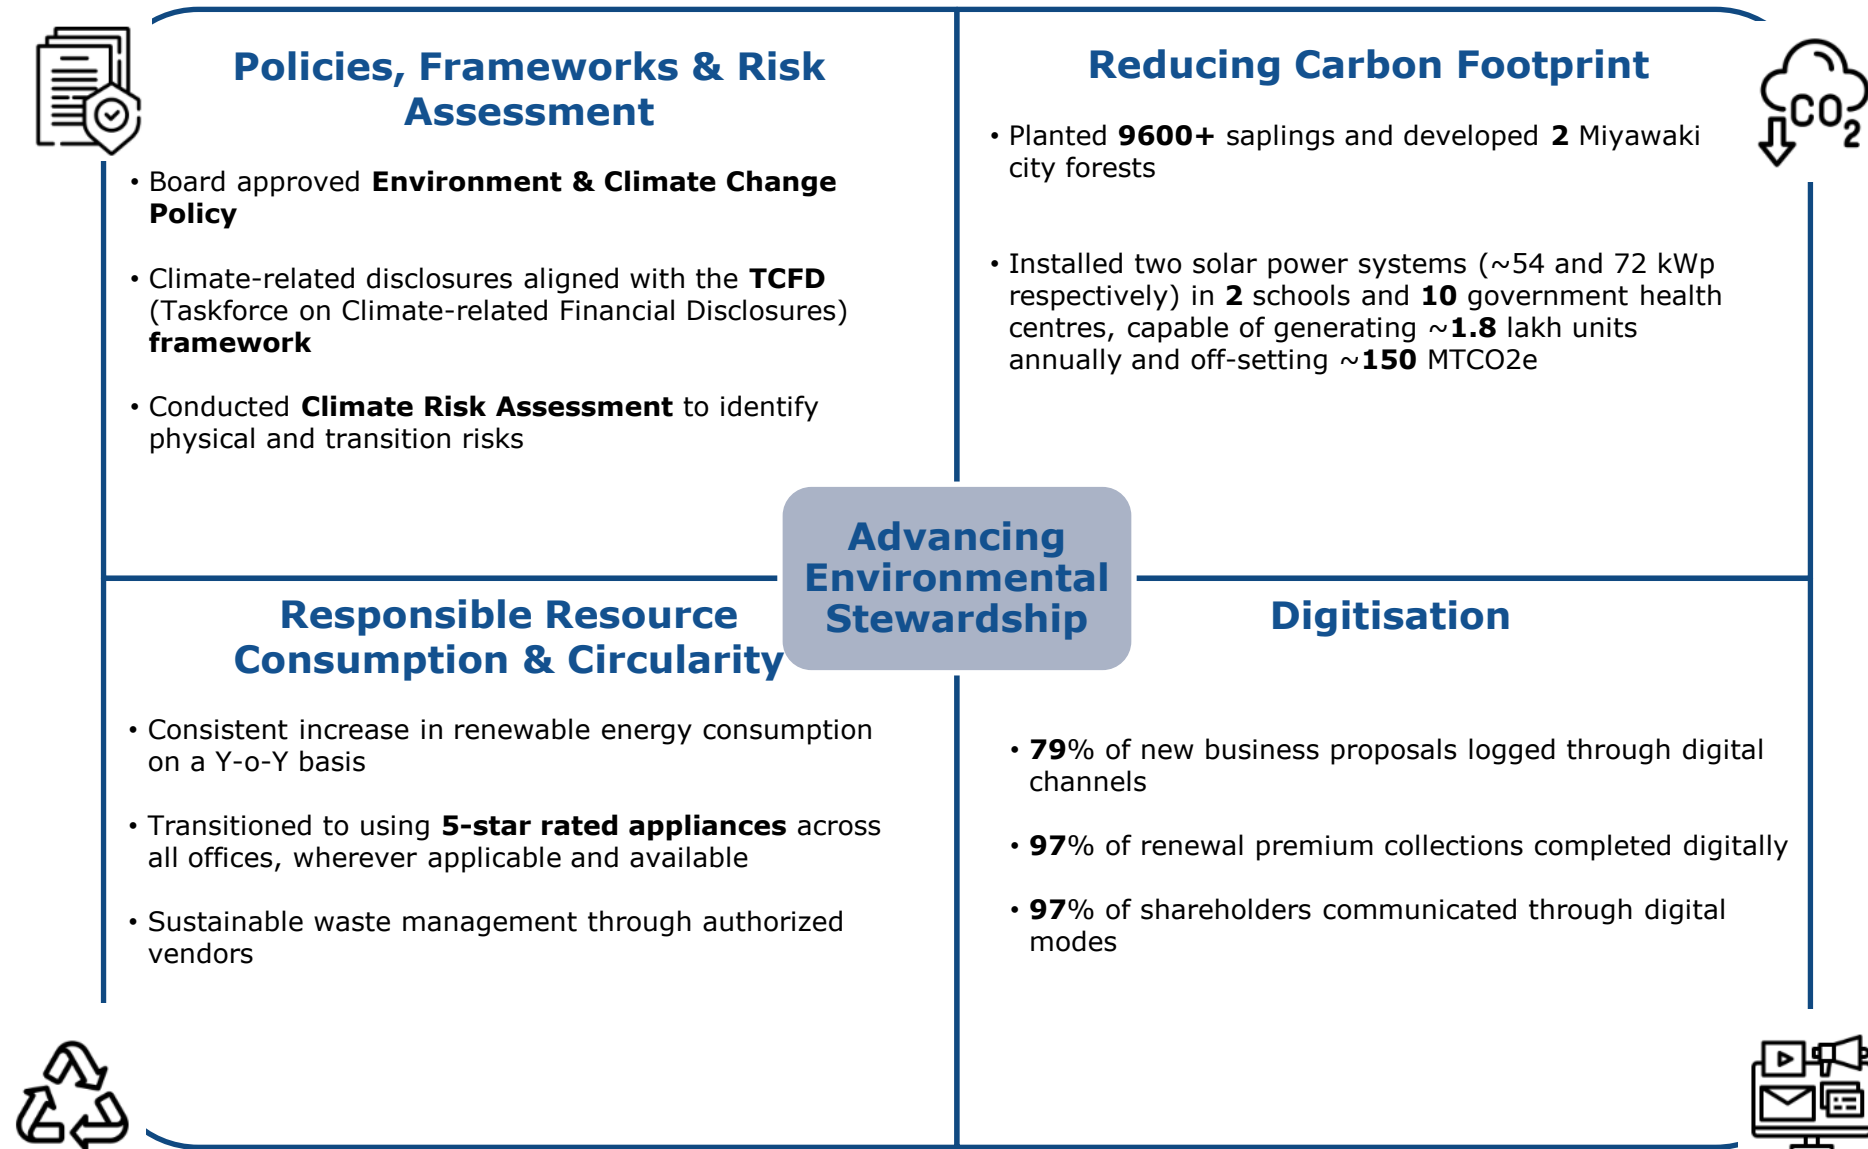 Policies, Frameworks & Risk
Assessment
• Board approved Environment & Climate Change
Policy
• Climate-related disclosures aligned with the TCFD
(Taskforce on Climate-related Financial Disclosures)
framework
• Conducted Climate Risk Assessment to identify
physical and transition risks
Reducing Carbon Footprint
CO2
• Planted 9600+ saplings and developed 2 Miyawaki
city forests
• Installed two solar power systems (~54 and 72 kWp
respectively) in 2 schools and 10 government health
centres, capable of generating ~1.8 lakh units
annually and off-setting ~150 MTCO2e
Advancing
Environmental
Stewardship
Responsible Resource
Consumption & Circularity
• Consistent increase in renewable energy consumption
on a Y-o-Y basis
• Transitioned to using 5-star rated appliances across
all offices, wherever applicable and available
• Sustainable waste management through authorized
vendors
Digitisation
• 79% of new business proposals logged through digital
channels
• 97% of renewal premium collections completed digitally
• 97% of shareholders communicated through digital
modes